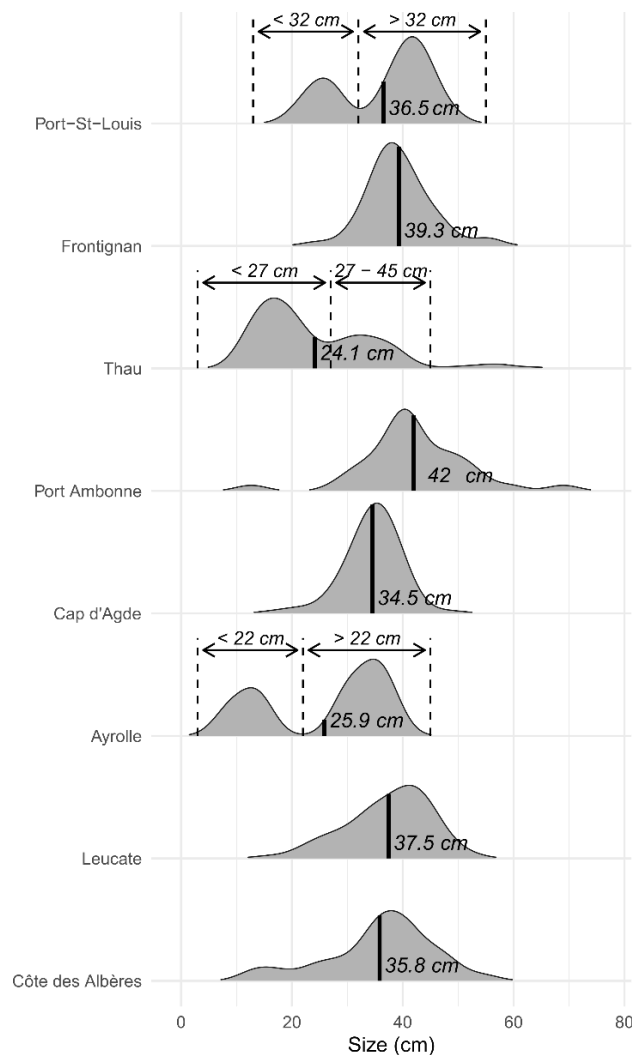 < 32 cm > 32 cm
Port-St-Louis 36.5 cm
Frontignan 39.3 cm
< 27 cm 27 – 45 cm
Thau 24.1 cm
Port Ambonne 42 cm
Cap d'Agde 34.5 cm
< 22 cm > 22 cm
Ayrolle 25.9 cm
Leucate 37.5 cm
Côte des Albères 35.8 cm
0 20 40 60 80
Size (cm)